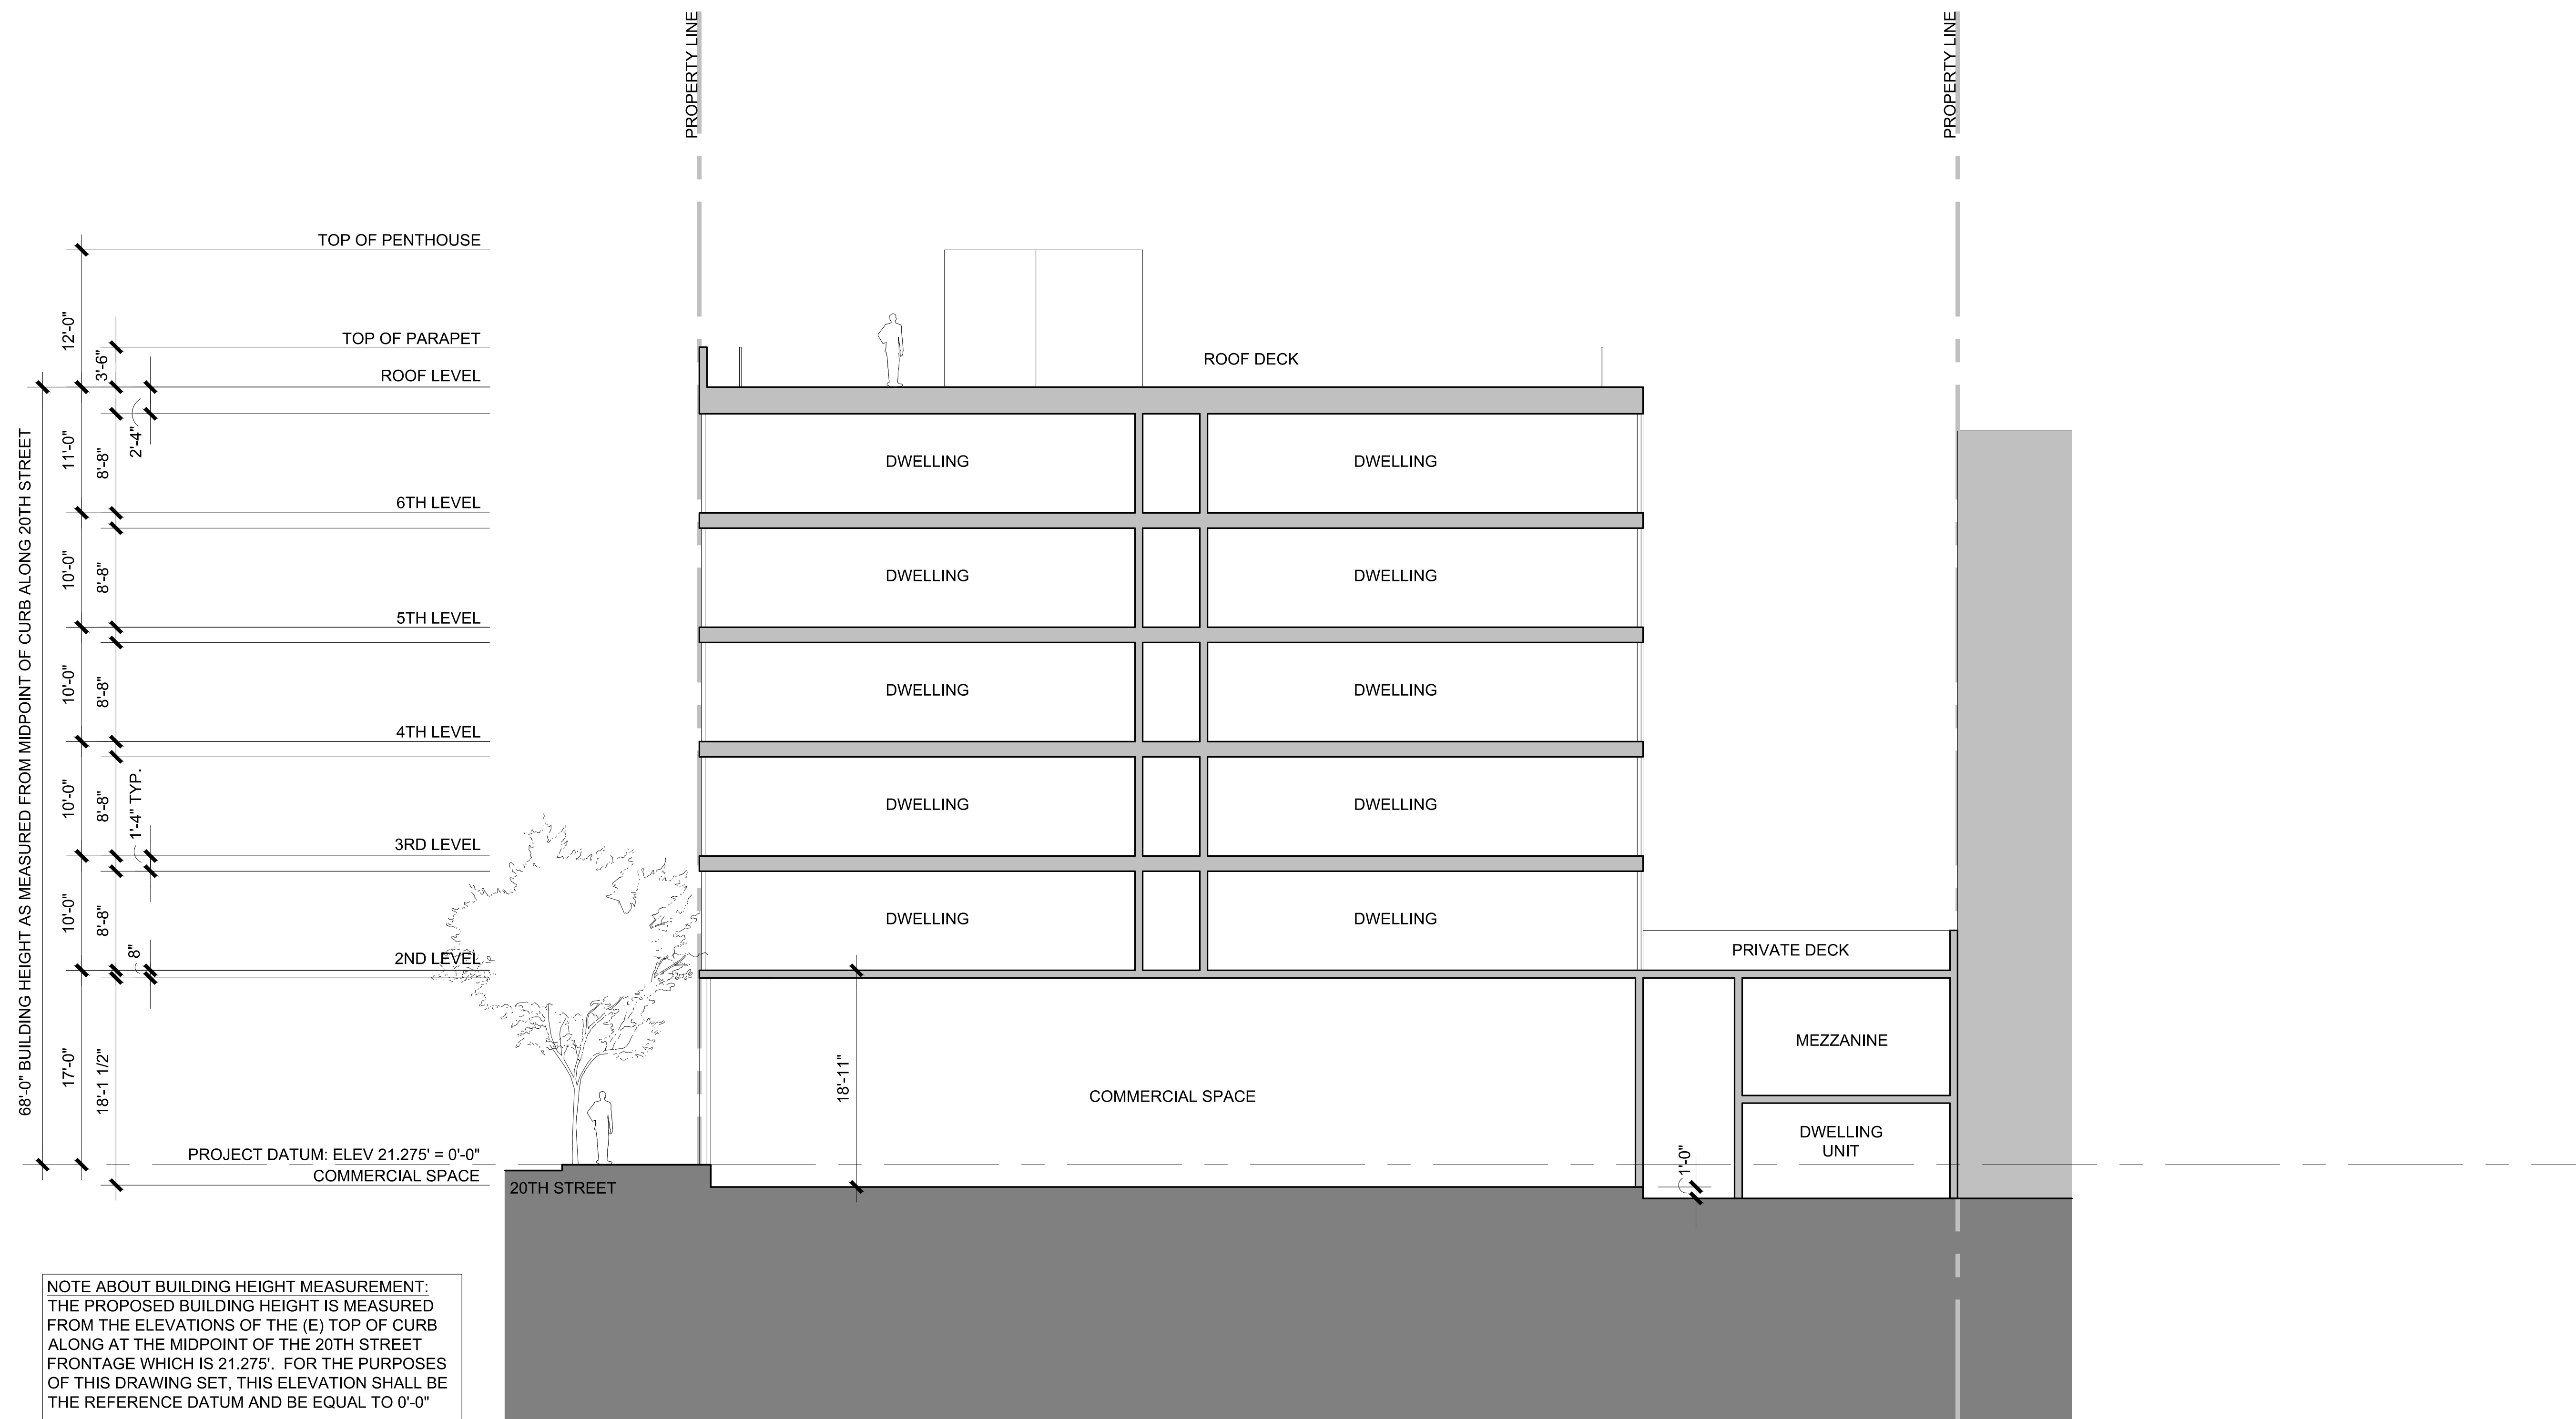 PROPERTY LINE
PROPERTY LINE
TOP OF PENTHOUSE
12'-0"
TOP OF PARAPET
3'-6"
ROOF LEVEL
ROOF DECK
2'-4"
11'-0"
8'-8"
DWELLING
DWELLING
6TH LEVEL
10'-0"
8'-8"
DWELLING
DWELLING
5TH LEVEL
10'-0"
8'-8"
DWELLING
DWELLING
4TH LEVEL
10'-0"
8'-8"
1'-4" TYP.
DWELLING
DWELLING
3RD LEVEL
10'-0"
8'-8"
8"
DWELLING
DWELLING
2ND LEVEL
PRIVATE DECK
68'-0" BUILDING HEIGHT AS MEASURED FROM MIDPOINT OF CURB ALONG 20TH STREET
17'-0"
18'-1 1/2"
18'-11"
COMMERCIAL SPACE
MEZZANINE
DWELLING
UNIT
1'-0"
PROJECT DATUM: ELEV 21.275' = 0'-0"
COMMERCIAL SPACE
20TH STREET
NOTE ABOUT BUILDING HEIGHT MEASUREMENT:
THE PROPOSED BUILDING HEIGHT IS MEASURED
FROM THE ELEVATIONS OF THE (E) TOP OF CURB
ALONG AT THE MIDPOINT OF THE 20TH STREET
FRONTAGE WHICH IS 21.275'. FOR THE PURPOSES
OF THIS DRAWING SET, THIS ELEVATION SHALL BE
THE REFERENCE DATUM AND BE EQUAL TO 0'-0"